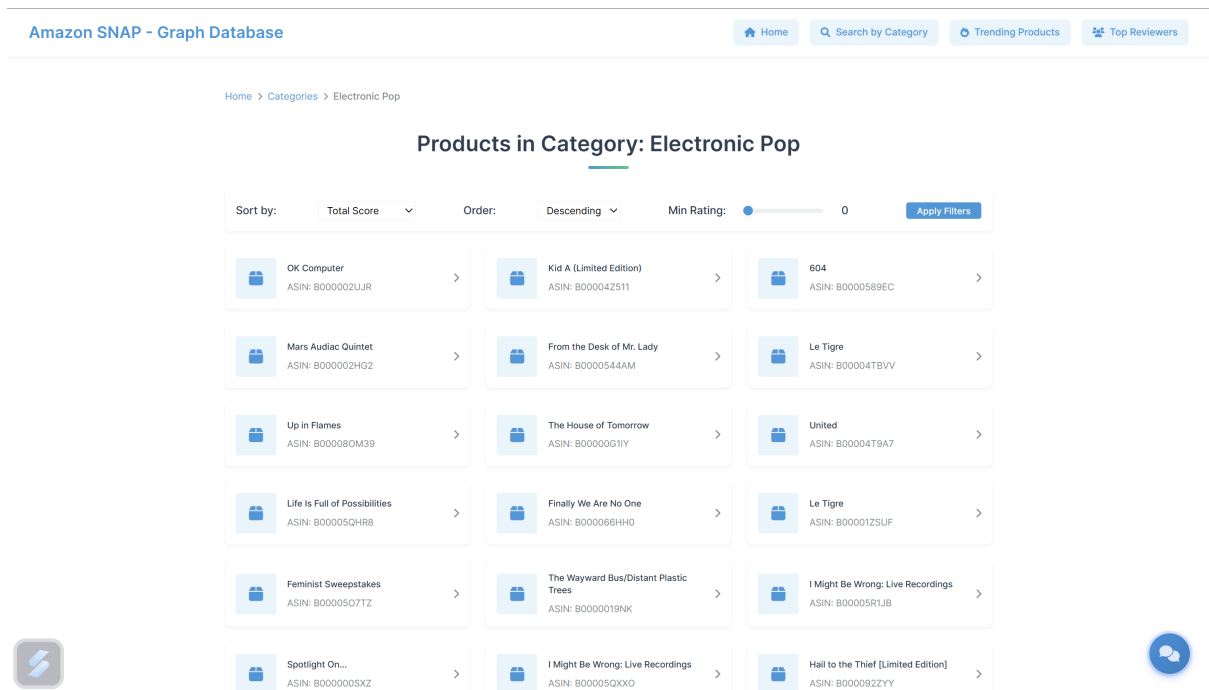 Amazon SNAP - Graph Database
Home
Search by Category
Trending Products
Top Reviewers
Home > Categories > Electronic Pop
Products in Category: Electronic Pop
Sort by:
Total Score
Order:
Descending
Min Rating:
0
Apply Filters
OK Computer
ASIN: B000002UJR
Kid A (Limited Edition)
ASIN: B00004Z511
604
ASIN: B0000589EC
Mars Audiac Quintet
ASIN: B000002HG2
From the Desk of Mr. Lady
ASIN: B0000544AM
Le Tigre
ASIN: B00004TBVV
Up in Flames
ASIN: B00008OM39
The House of Tomorrow
ASIN: B00000G1IY
United
ASIN: B00004T9A7
Life Is Full of Possibilities
ASIN: B00005QHR8
Finally We Are No One
ASIN: B000066HH0
Le Tigre
ASIN: B00001ZSUF
Feminist Sweepstakes
ASIN: B00005O7TZ
The Wayward Bus/Distant Plastic
Trees
ASIN: B0000019NK
I Might Be Wrong: Live Recordings
ASIN: B00005R1JB
Spotlight On...
ASIN: B000000SXZ
I Might Be Wrong: Live Recordings
ASIN: B00005QXXO
Hail to the Thief [Limited Edition]
ASIN: B000092ZYY